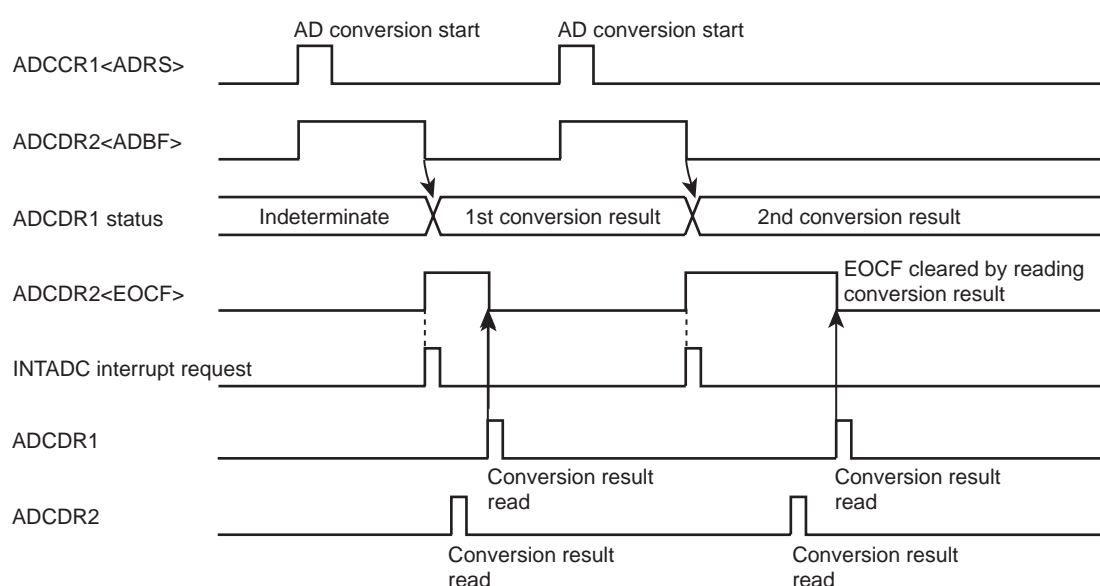 AD conversion start
AD conversion start
ADCCR1<ADRS>
ADCDR2<ADBF>
ADCDR1 status
Indeterminate
1st conversion result
2nd conversion result
ADCDR2<EOCF>
EOCF cleared by reading
conversion result
INTADC interrupt request
ADCDR1
Conversion result
read
Conversion result
read
ADCDR2
Conversion result
read
Conversion result
read